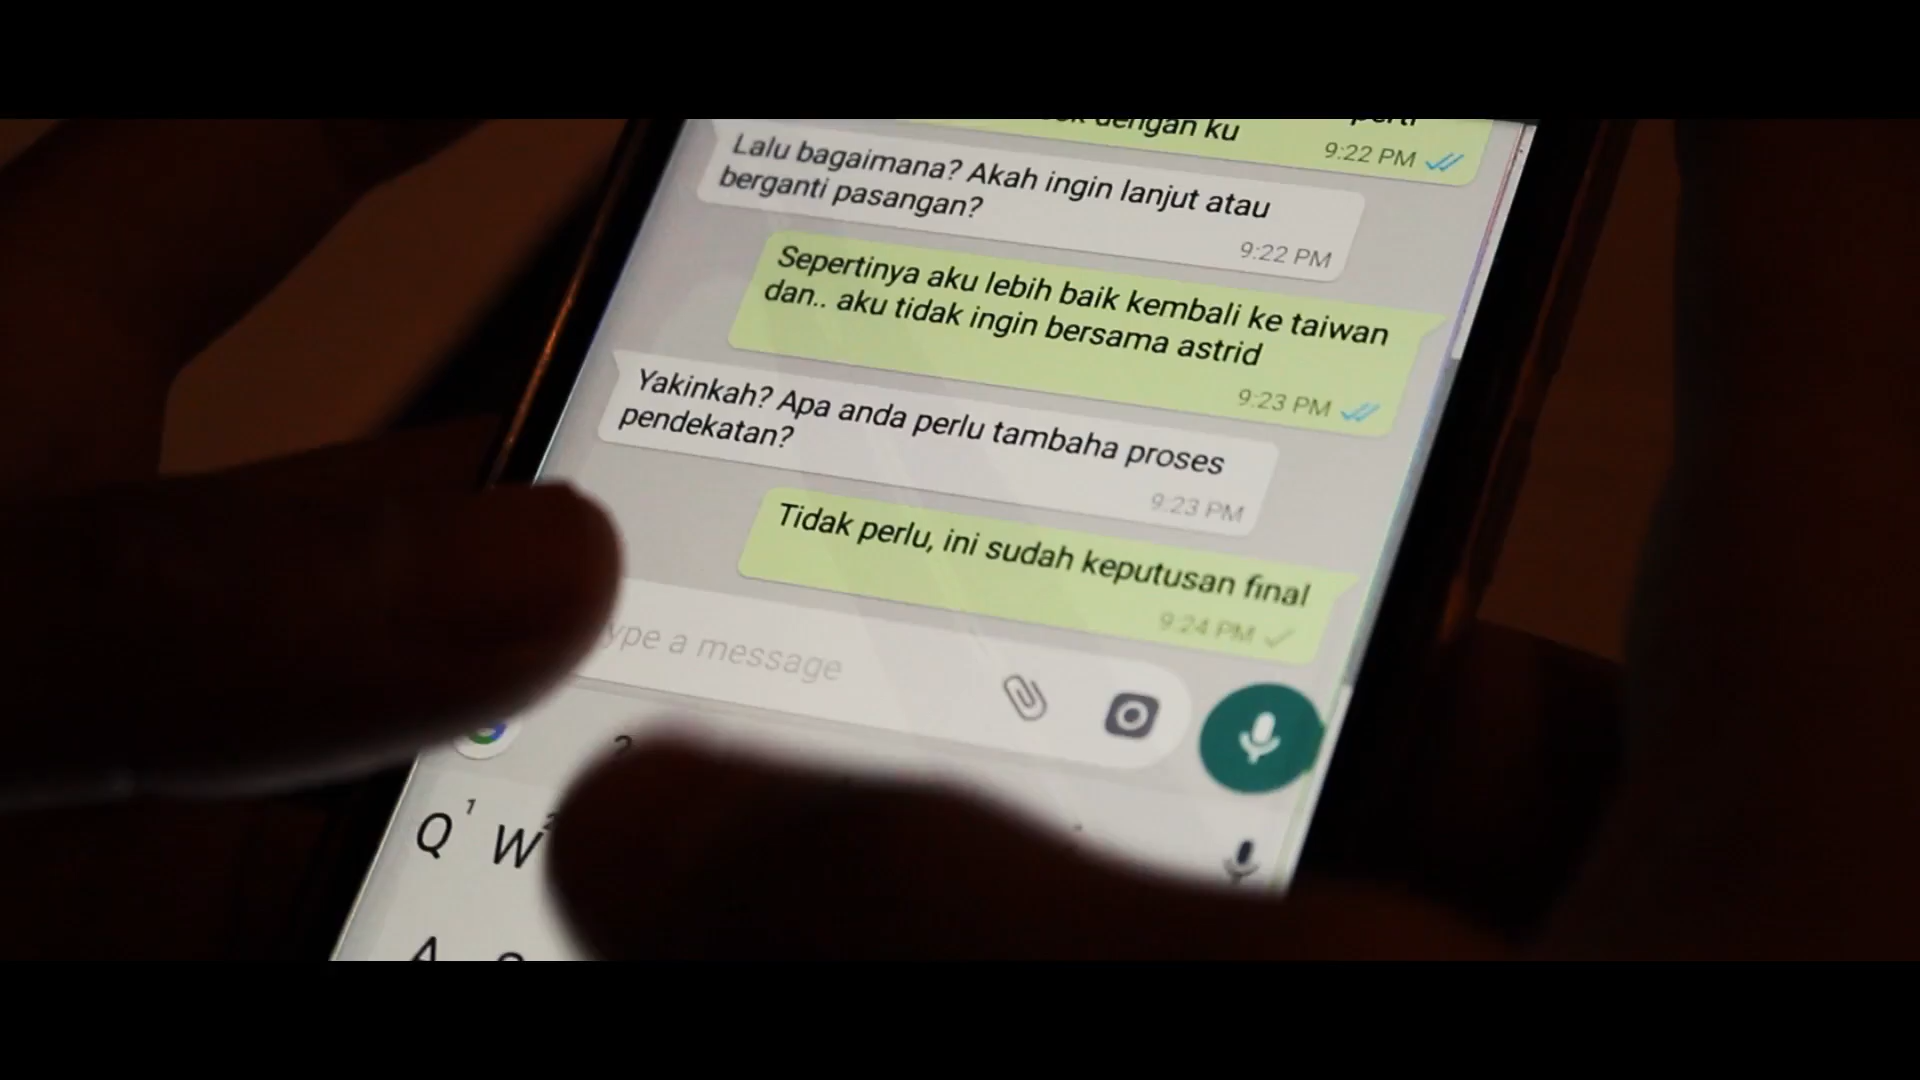 dengan ku
9:22 PM
Lalu bagaimana? Akah ingin lanjut atau
berganti pasangan?
9:22 PM
Sepertinya aku lebih baik kembali ke taiwan
dan.. aku tidak ingin bersama astrid
9:23 PM
Yakinkah? Apa anda perlu tambaha proses
pendekatan?
9:23 PM
Tidak perlu, ini sudah keputusan final
9:24 PM
ype a message
1 2
Q W
A